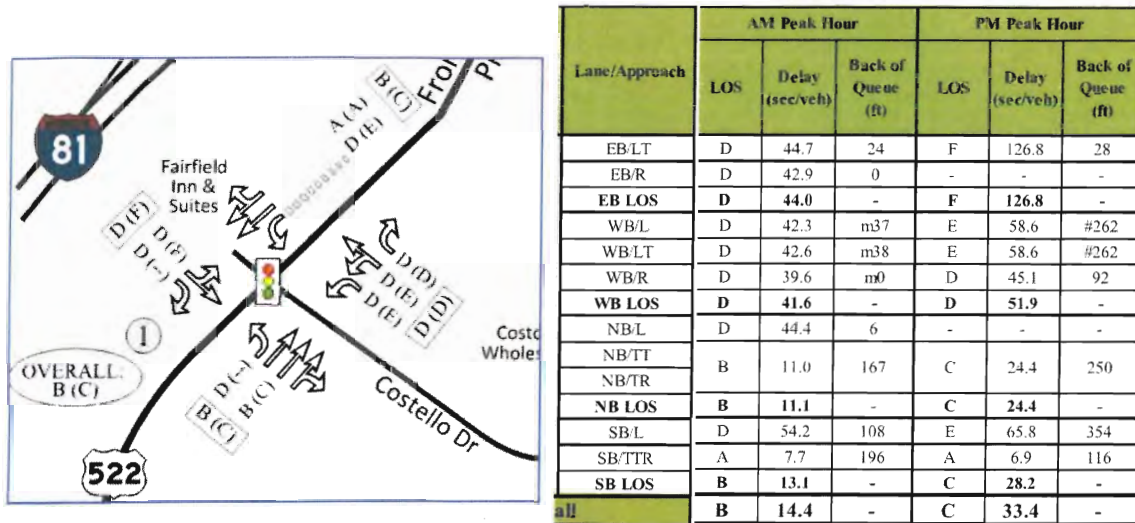 81
Fairfield
Inn &
Suites
A (A)
D (E)
B (C)
D (F)
D (F)
D (--)
D (D)
D (E)
D (E)
D (D)
1
OVERALL:
B (C)
D (--)
B (C)
B (C)
Costello Dr
522
Lane/Approach AM Peak Hour PM Peak Hour
LOS Delay (sec/veh) Back of Queue (ft) LOS Delay (sec/veh) Back of Queue (ft)
EB/LT D 44.7 24 F 126.8 28
EB/R D 42.9 0 - - -
EB LOS D 44.0 - F 126.8 -
WB/L D 42.3 m37 E 58.6 #262
WB/LT D 42.6 m38 E 58.6 #262
WB/R D 39.6 m0 D 45.1 92
WB LOS D 41.6 - D 51.9 -
NB/L D 44.4 6 - - -
NB/TT B 11.0 167 C 24.4 250
NB/TR
NB LOS B 11.1 - C 24.4 -
SB/L D 54.2 108 E 65.8 354
SB/TTR A 7.7 196 A 6.9 116
SB LOS B 13.1 - C 28.2 -
B 14.4 - C 33.4 -